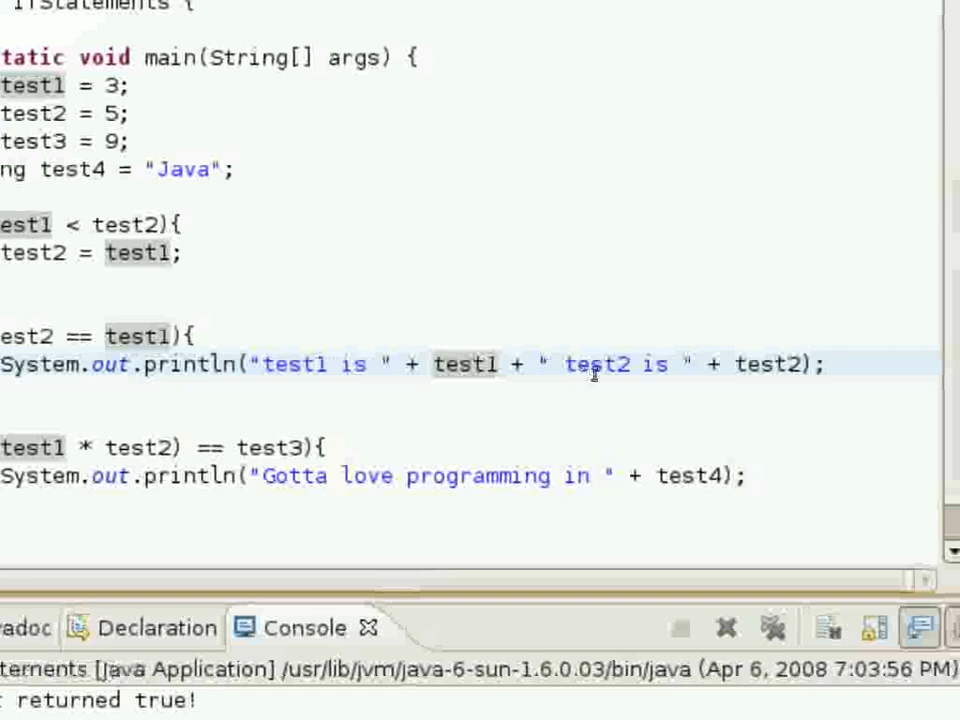 IfStatements {
tatic void main(String[] args) {
test1 = 3;
test2 = 5;
test3 = 9;
ng test4 = "Java";
est1 < test2){
test2 = test1;
est2 == test1){
System.out.println("test1 is " + test1 + " test2 is " + test2);
test1 * test2) == test3){
System.out.println("Gotta love programming in " + test4);
vadoc Declaration Console
tements [Java Application] /usr/lib/jvm/java-6-sun-1.6.0.03/bin/java (Apr 6, 2008 7:03:56 PM)
t returned true!